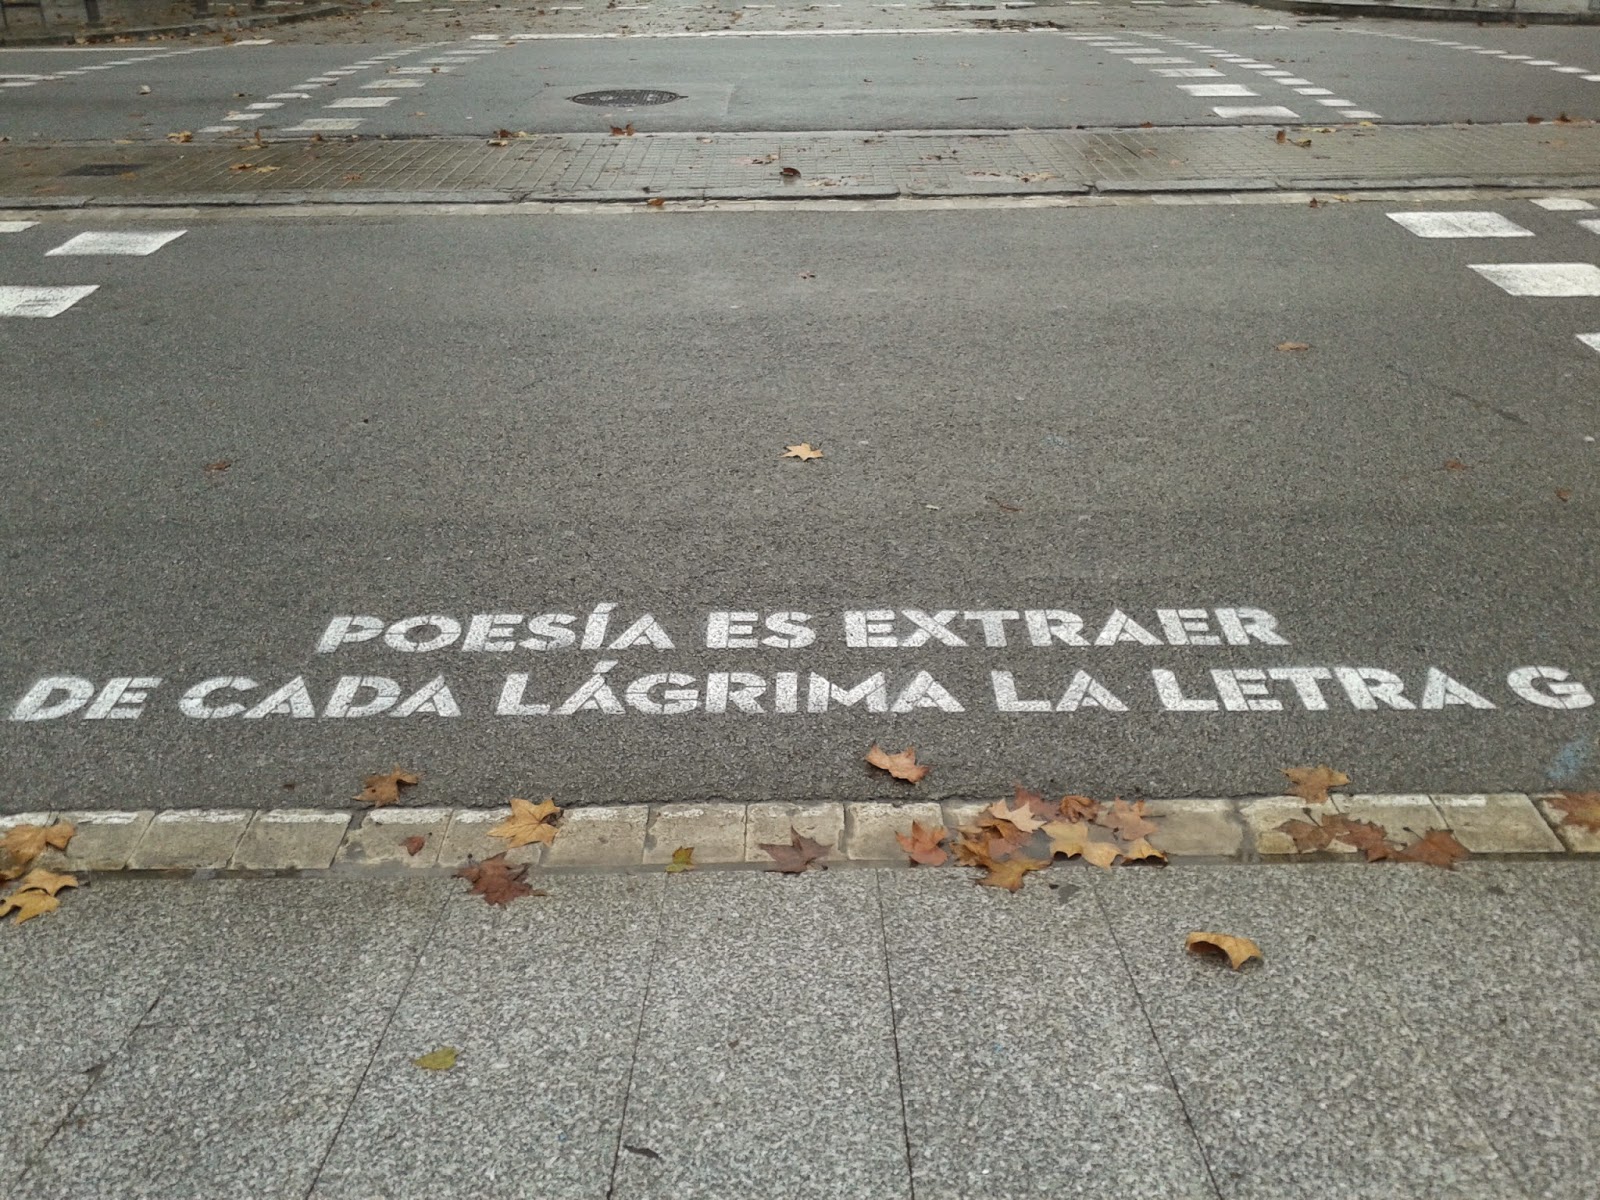 POESÍA ES EXTRAER
DE CADA LÁGRIMA LA LETRA G